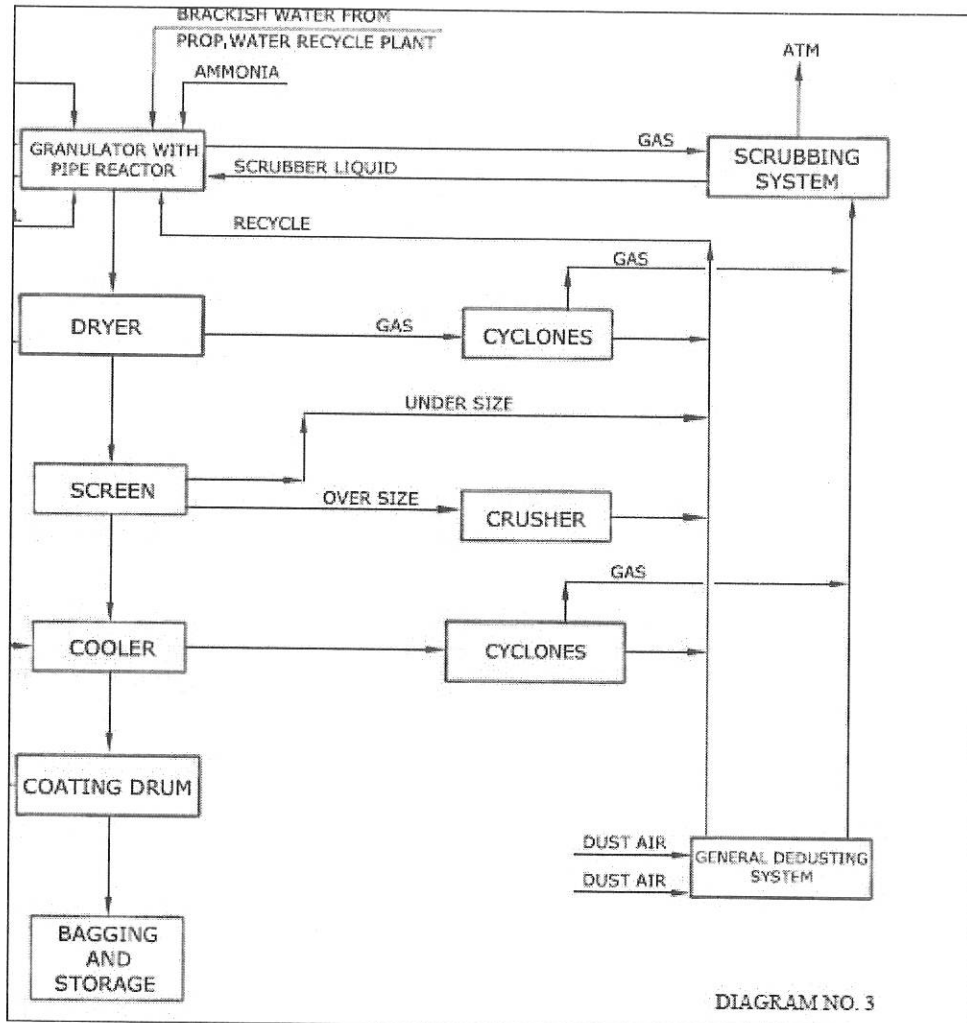 BRACKISH WATER FROM
PROP,WATER RECYCLE PLANT
ATM
AMMONIA
GRANULATOR WITH
PIPE REACTOR
GAS
SCRUBBER LIQUID
SCRUBBING
SYSTEM
RECYCLE
GAS
DRYER
GAS
CYCLONES
UNDER SIZE
SCREEN
OVER SIZE
CRUSHER
GAS
COOLER
CYCLONES
COATING DRUM
DUST AIR
DUST AIR
GENERAL DEDUSTING
SYSTEM
BAGGING
AND
STORAGE
DIAGRAM NO. 3